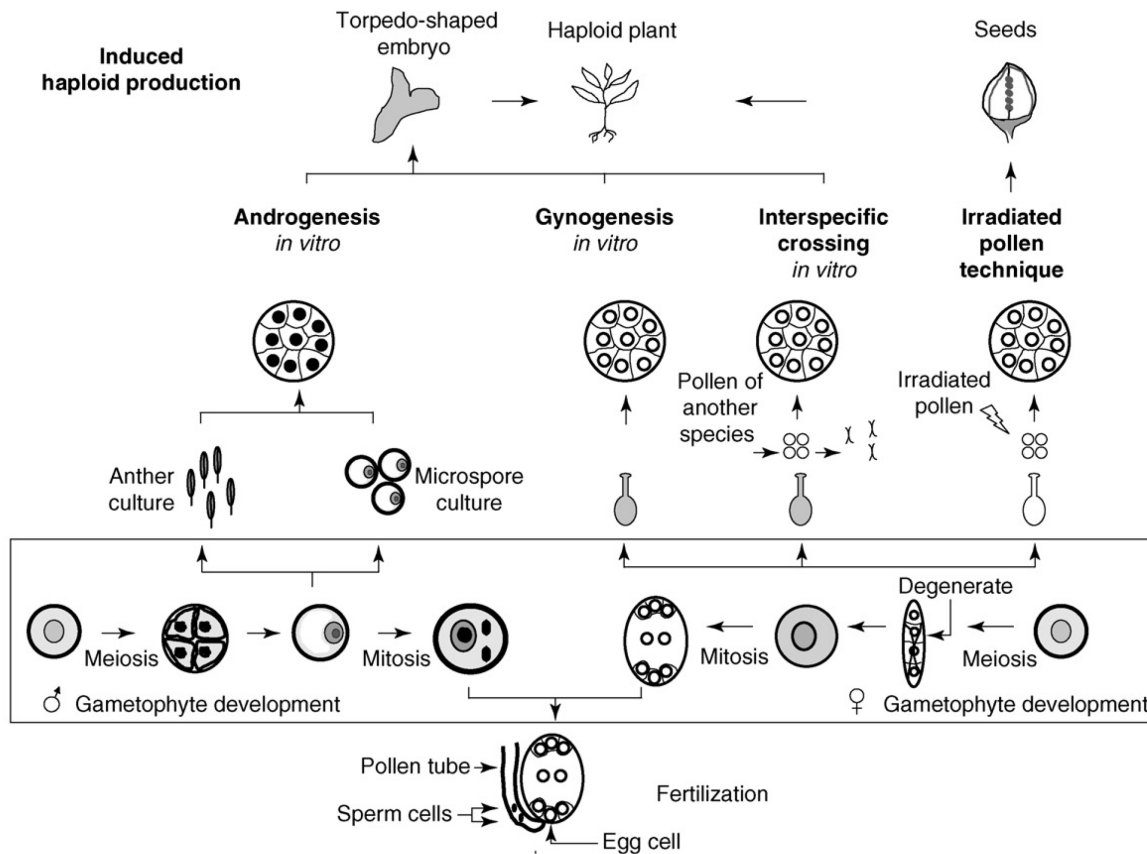 Induced
haploid production
Torpedo-shaped
embryo
Haploid plant
Seeds
Androgenesis
in vitro
Gynogenesis
in vitro
Interspecific
crossing
in vitro
Irradiated
pollen
technique
Pollen of
another
species
Irradiated
pollen
Anther
culture
Microspore
culture
Degenerate
Meiosis
Mitosis
Mitosis
Meiosis
♂ Gametophyte development
♀ Gametophyte development
Pollen tube
Sperm cells
Fertilization
Egg cell